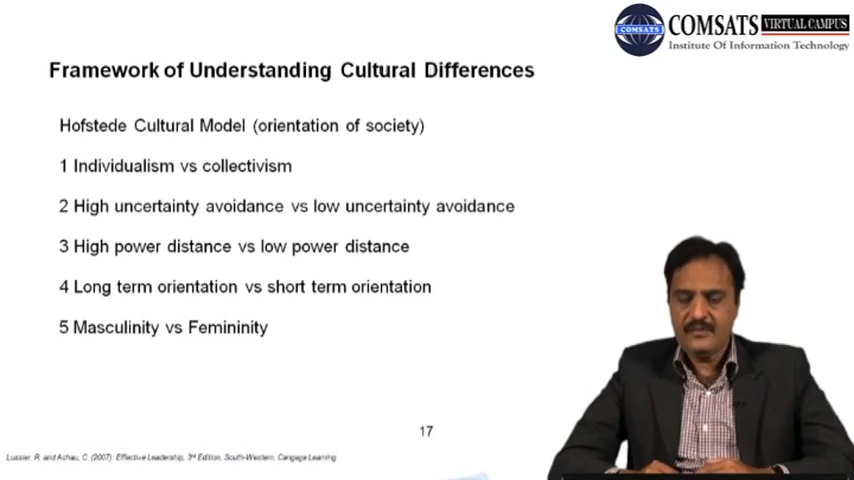 COMSATS VIRTUAL CAMPUS
COMSATS
Institute Of Information Technology
Framework of Understanding Cultural Differences
Hofstede Cultural Model (orientation of society)
1 Individualism vs collectivism
2 High uncertainty avoidance vs low uncertainty avoidance
3 High power distance vs low power distance
4 Long term orientation vs short term orientation
5 Masculinity vs Femininity
17
Lussier. R. and Achau, C. (2007): Effective Leadership, 3rd Edition, South-Western, Cengage Learning